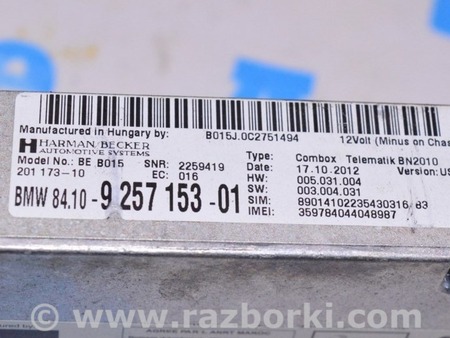 Manufactured in Hungary by:
B015J.0C2751494
12Volt (Minus on Chas
HARMAN/BECKER
AUTOMOTIVE SYSTEMS
Model No.: BE B015
201 173-10
SNR: 2259419
EC: 016
Type: Combox Telematik BN2010
Date: 17.10.2012
Version: US
HW: 005.031.004
SW: 003.004.031
SIM: 89014102235430316/83
IMEI: 359784044048987
BMW 84.10-9 257 153-01
© www.razborki.com